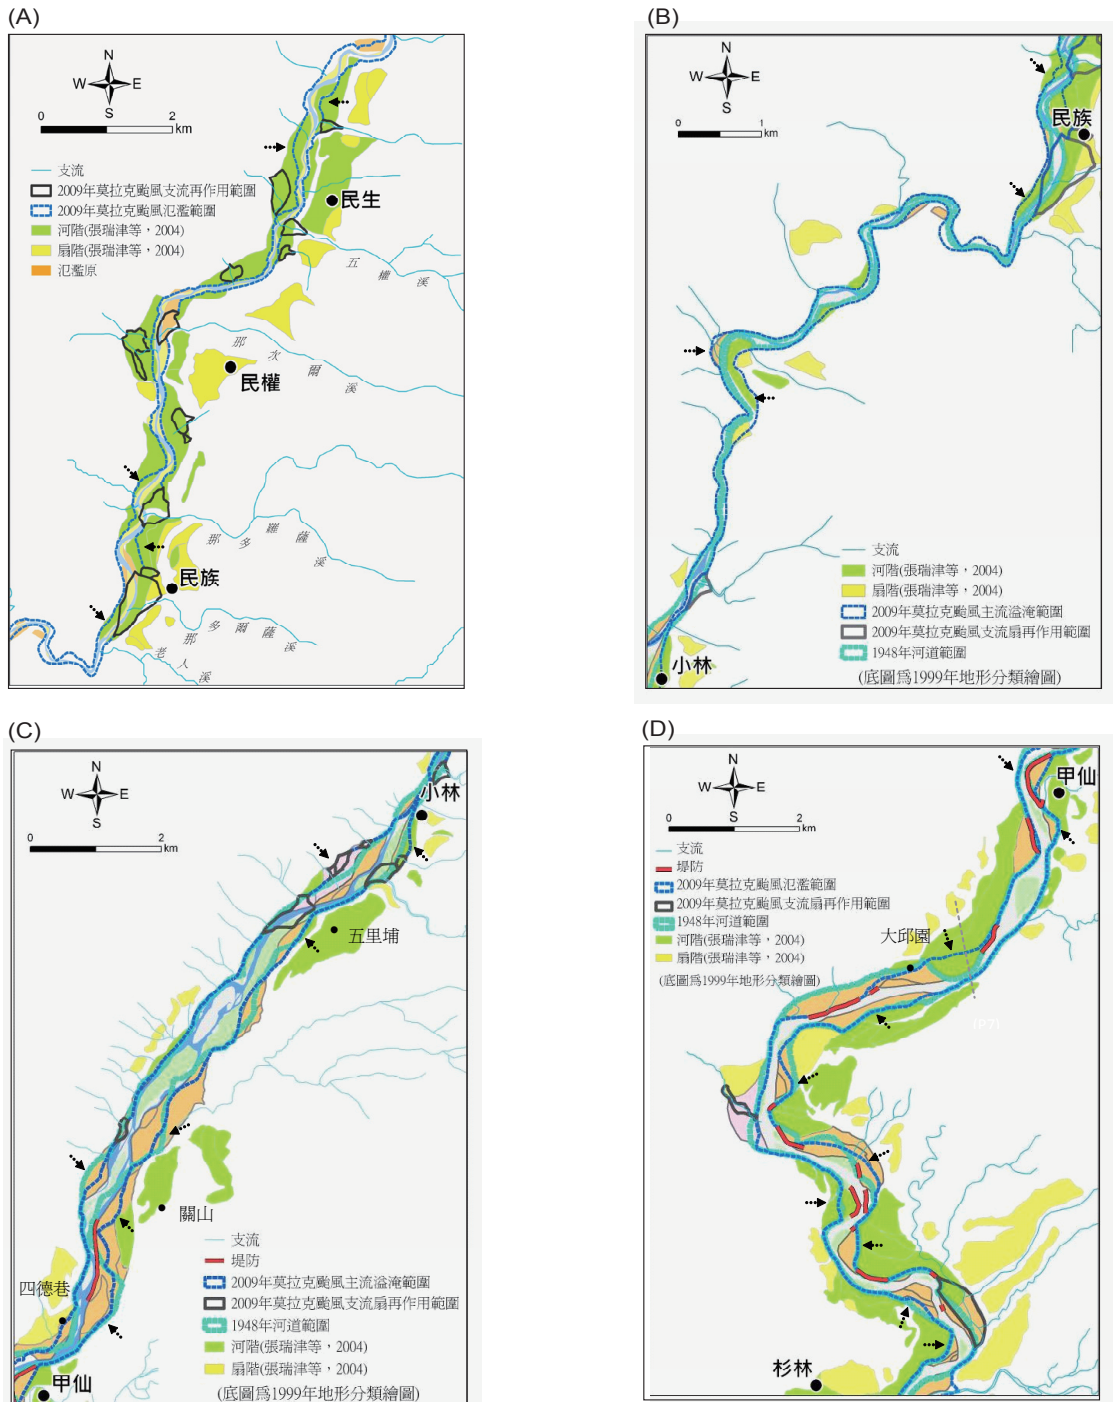 (A)
N
W E
S
0 2
km
支流
2009年莫拉克颱風支流再作用範圍
2009年莫拉克颱風氾濫範圍
河階(張瑞津等，2004)
扇階(張瑞津等，2004)
氾濫原
民生
五權溪
那次爾溪
民權
那多羅薩溪
民族
那多爾薩溪
老人溪
(B)
N
W E
S
0 1
km
民族
支流
河階(張瑞津等，2004)
扇階(張瑞津等，2004)
2009年莫拉克颱風主流溢淹範圍
2009年莫拉克颱風支流扇再作用範圍
1948年河道範圍
(底圖爲1999年地形分類繪圖)
小林
(C)
N
W E
S
0 2
km
小林
五里埔
關山
支流
堤防
2009年莫拉克颱風主流溢淹範圍
2009年莫拉克颱風支流扇再作用範圍
1948年河道範圍
河階(張瑞津等，2004)
扇階(張瑞津等，2004)
(底圖爲1999年地形分類繪圖)
四德巷
甲仙
(D)
N
W E
S
0 2
km
甲仙
支流
堤防
2009年莫拉克颱風氾濫範圍
2009年莫拉克颱風支流扇再作用範圍
1948年河道範圍
河階(張瑞津等，2004)
扇階(張瑞津等，2004)
(底圖爲1999年地形分類繪圖)
大邱園
(P7)
杉林